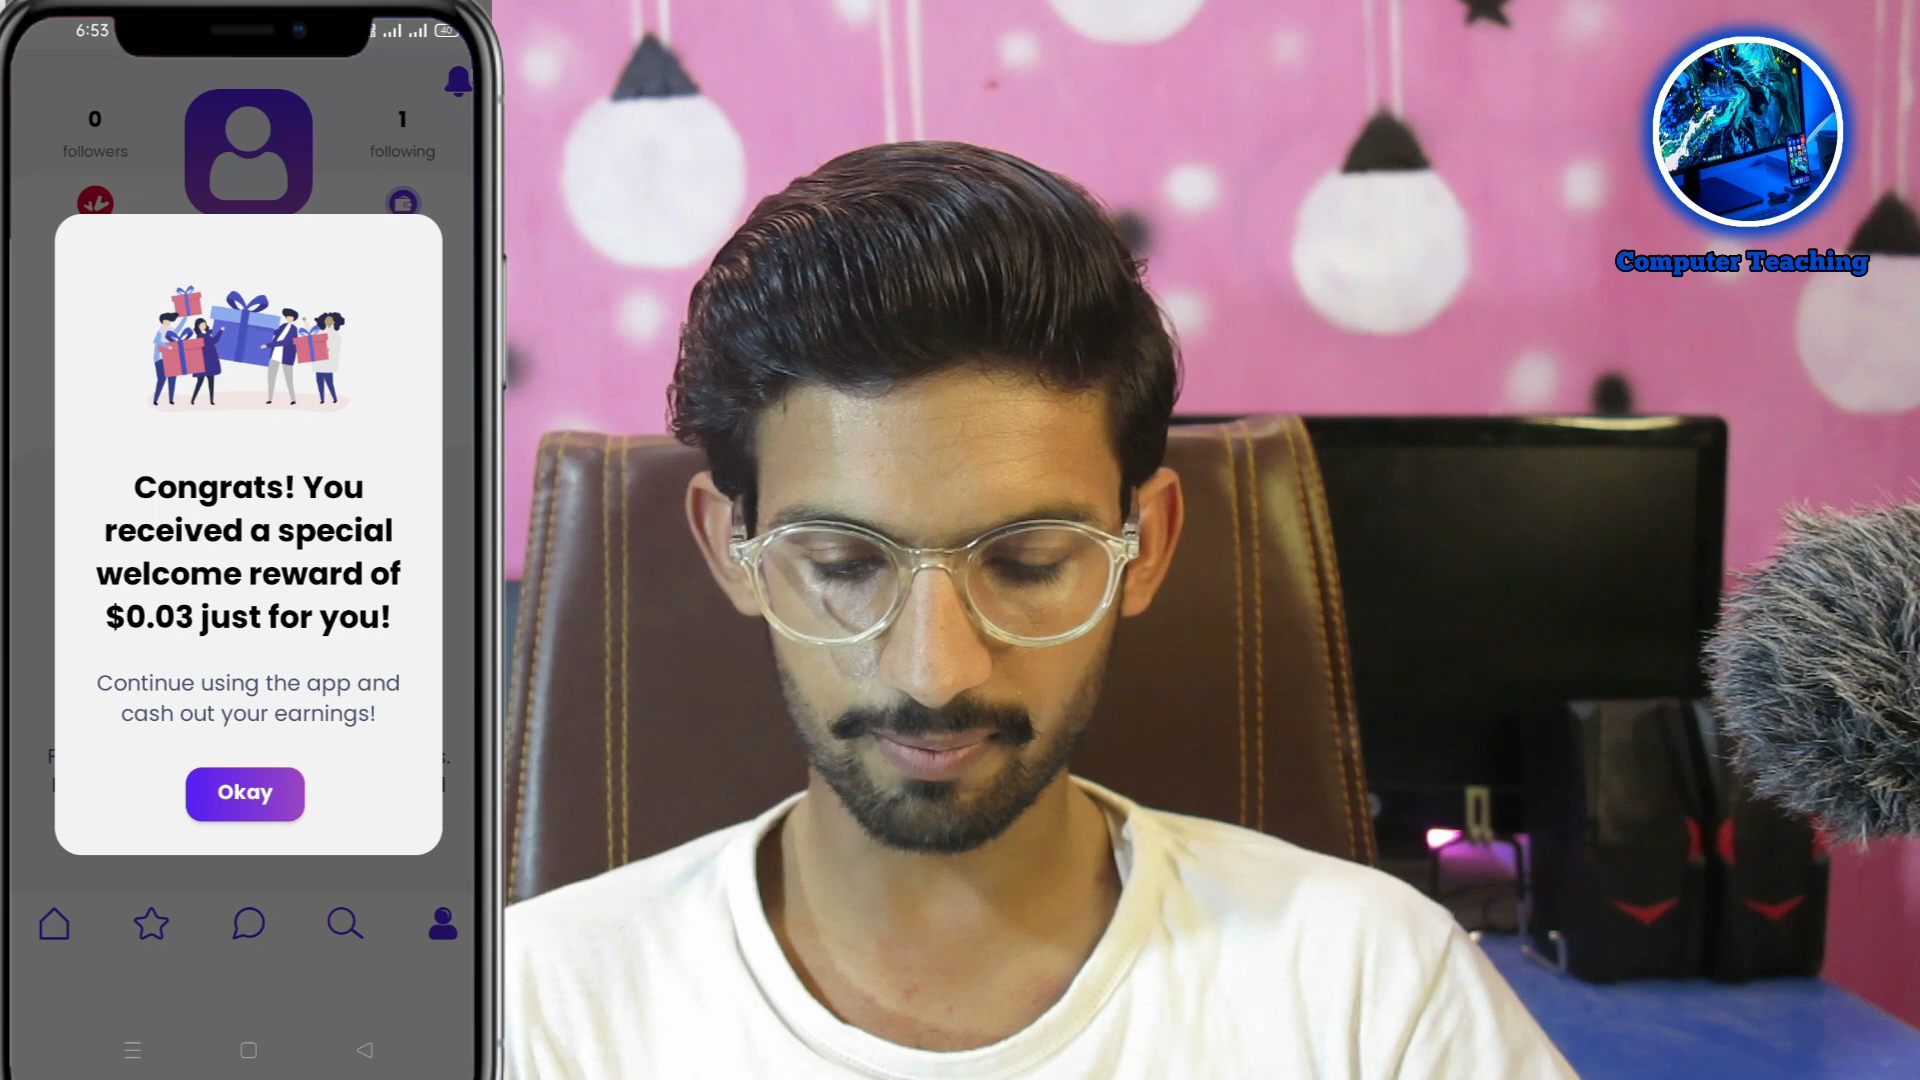 6:53
40
0
followers
1
following
Congrats! You
received a special
welcome reward of
$0.03 just for you!
Continue using the app and
cash out your earnings!
Okay
Computer Teaching